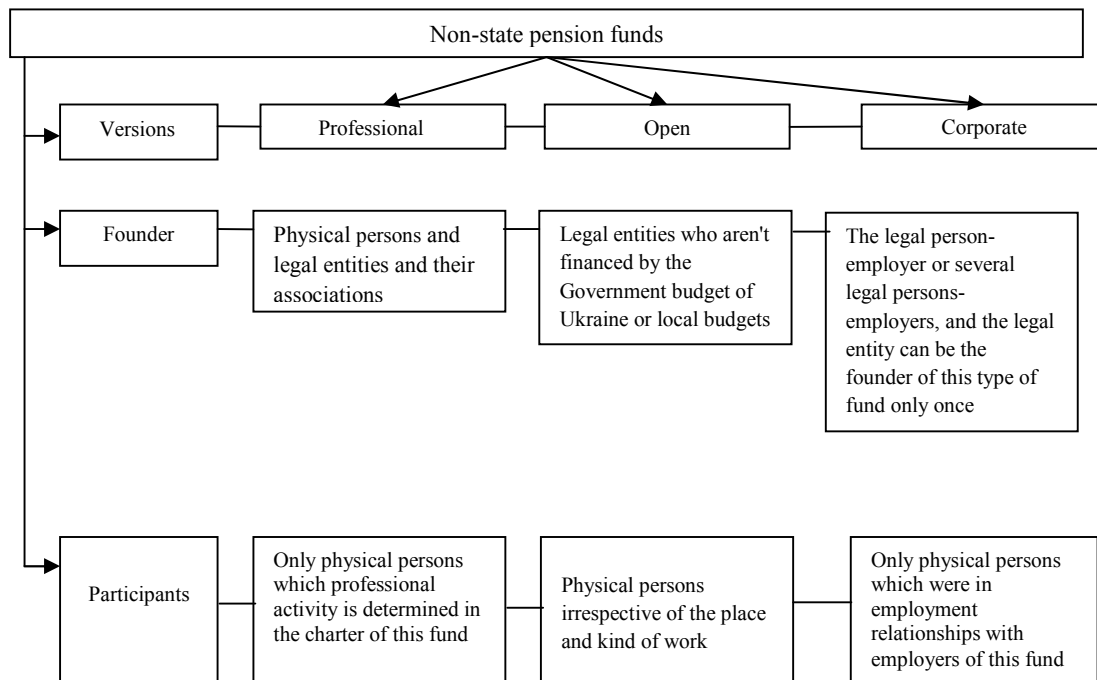 Non-state pension funds
Versions
Professional
Open
Corporate
Founder
Physical persons and
legal entities and their
associations
Legal entities who aren't
financed by the
Government budget of
Ukraine or local budgets
The legal person-
employer or several
legal persons-
employers, and the legal
entity can be the
founder of this type of
fund only once
Participants
Only physical persons
which professional
activity is determined in
the charter of this fund
Physical persons
irrespective of the place
and kind of work
Only physical persons
which were in
employment
relationships with
employers of this fund